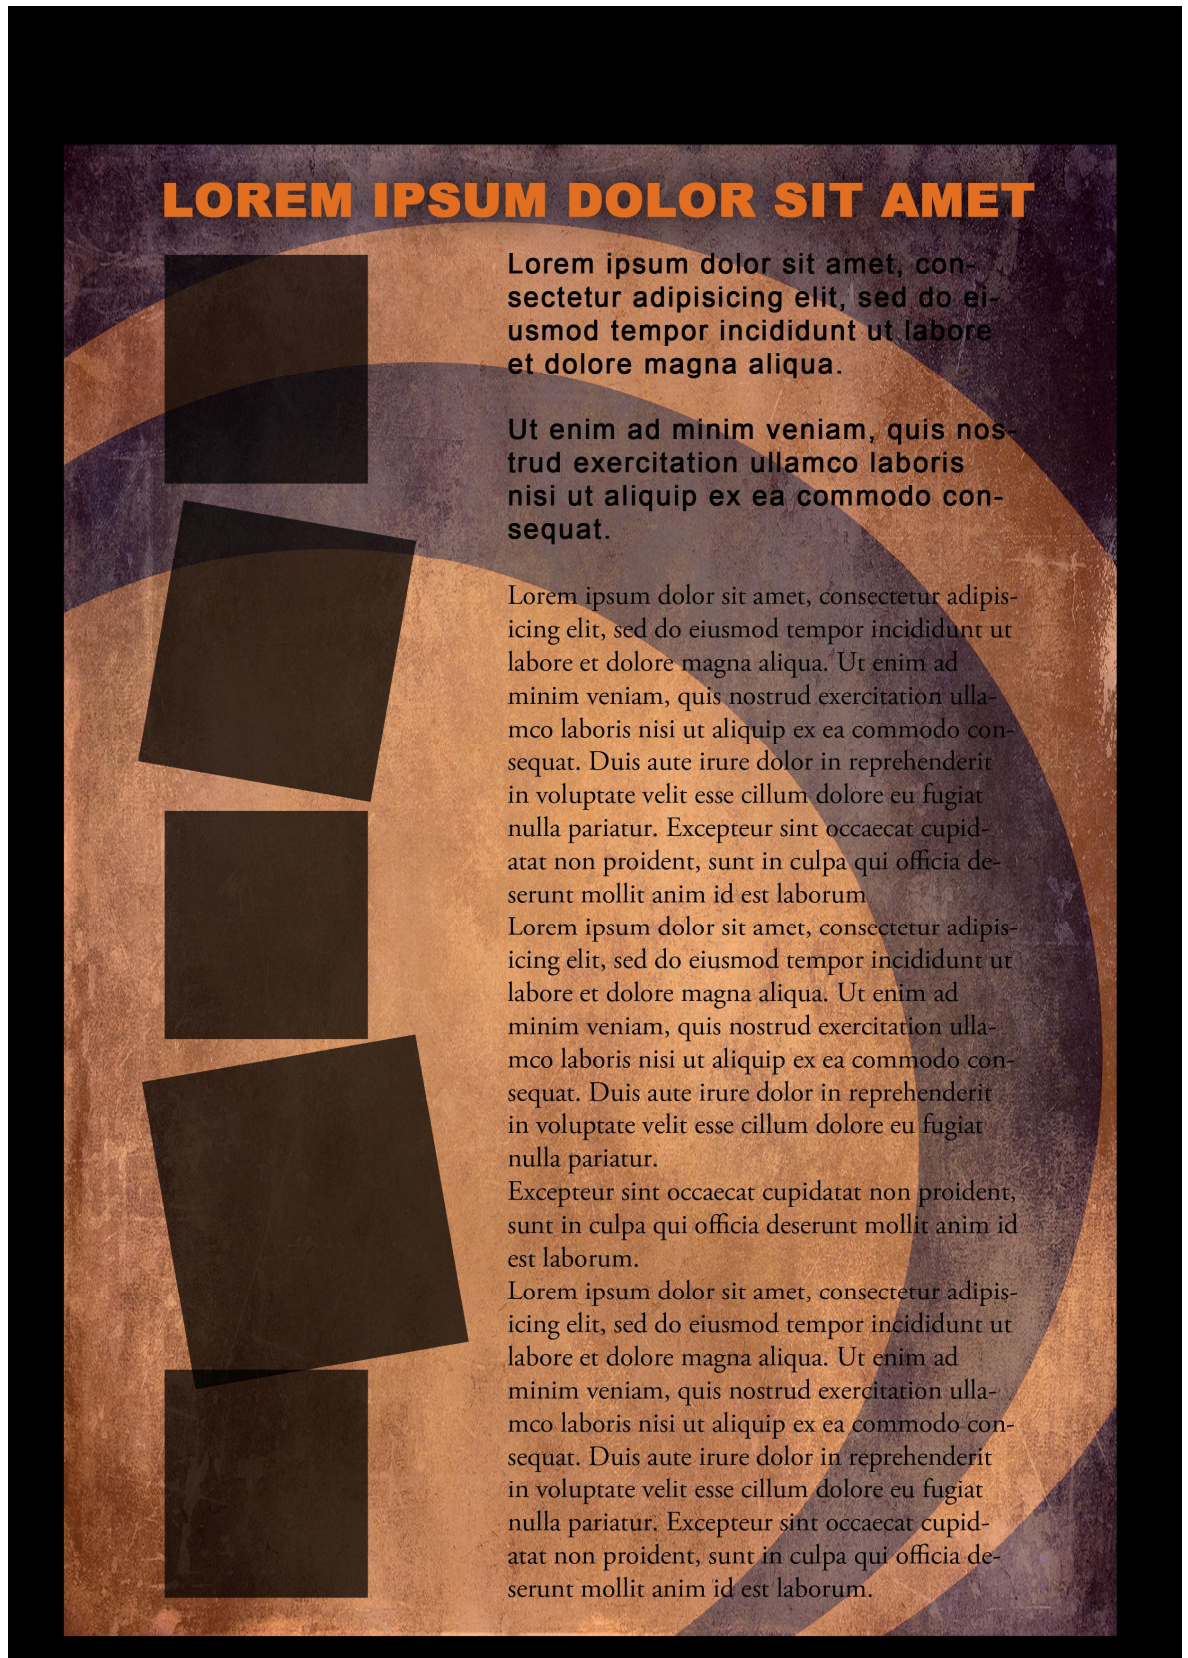 LOREM IPSUM DOLOR SIT AMET
Lorem ipsum dolor sit amet, con-
sectetur adipisicing elit, sed do ei-
usmod tempor incididunt ut labore
et dolore magna aliqua.
Ut enim ad minim veniam, quis nos-
trud exercitation ullamco laboris
nisi ut aliquip ex ea commodo con-
sequat.
Lorem ipsum dolor sit amet, consectetur adipis-
icing elit, sed do eiusmod tempor incididunt ut
labore et dolore magna aliqua. Ut enim ad
minim veniam, quis nostrud exercitation ulla-
mco laboris nisi ut aliquip ex ea commodo con-
sequat. Duis aute irure dolor in reprehenderit
in voluptate velit esse cillum dolore eu fugiat
nulla pariatur. Excepteur sint occaecat cupid-
atat non proident, sunt in culpa qui officia de-
serunt mollit anim id est laborum
Lorem ipsum dolor sit amet, consectetur adipis-
icing elit, sed do eiusmod tempor incididunt ut
labore et dolore magna aliqua. Ut enim ad
minim veniam, quis nostrud exercitation ulla-
mco laboris nisi ut aliquip ex ea commodo con-
sequat. Duis aute irure dolor in reprehenderit
in voluptate velit esse cillum dolore eu fugiat
nulla pariatur.
Excepteur sint occaecat cupidatat non proident,
sunt in culpa qui officia deserunt mollit anim id
est laborum.
Lorem ipsum dolor sit amet, consectetur adipis-
icing elit, sed do eiusmod tempor incididunt ut
labore et dolore magna aliqua. Ut enim ad
minim veniam, quis nostrud exercitation ulla-
mco laboris nisi ut aliquip ex ea commodo con-
sequat. Duis aute irure dolor in reprehenderit
in voluptate velit esse cillum dolore eu fugiat
nulla pariatur. Excepteur sint occaecat cupid-
atat non proident, sunt in culpa qui officia de-
serunt mollit anim id est laborum.